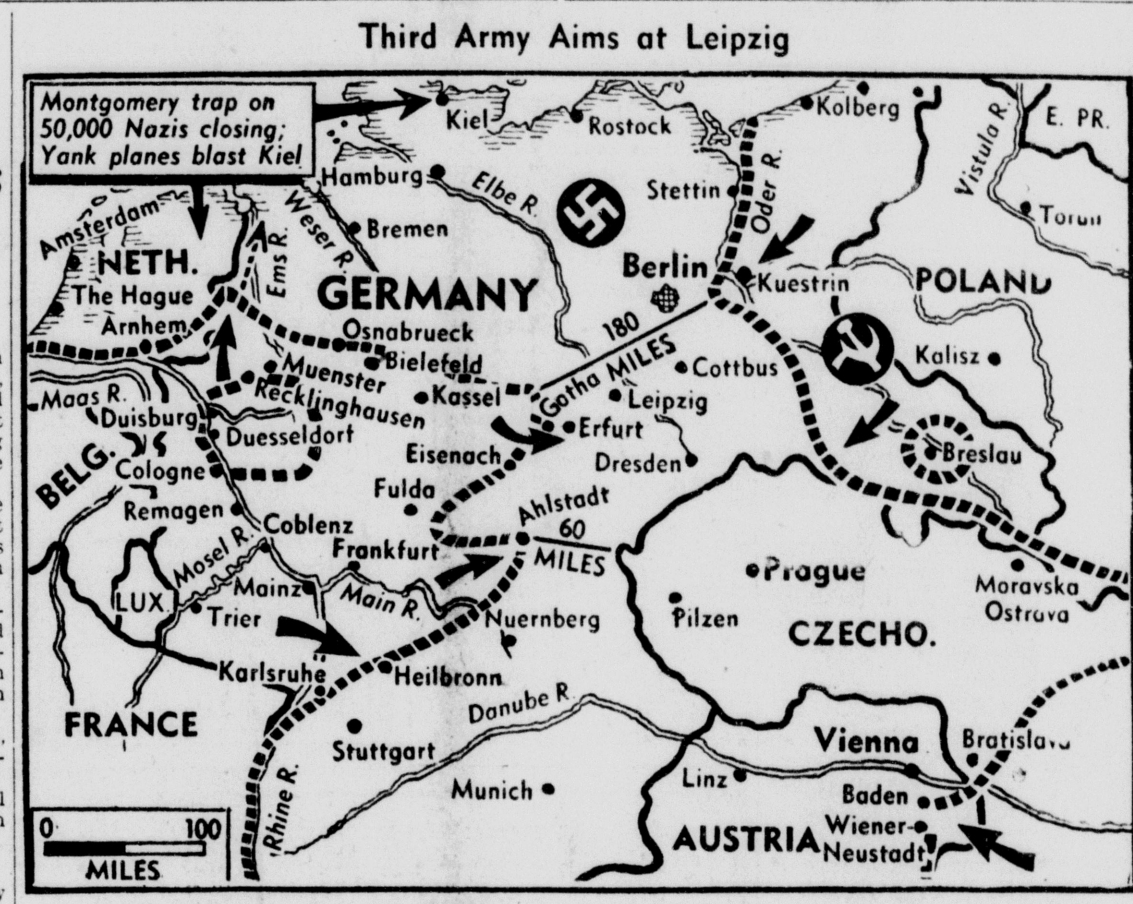 Third Army Aims at Leipzig
Montgomery trap on
50,000 Nazis closing;
Yank planes blast Kiel
Kiel
Rostock
Kolberg
E. PR.
Vistula R.
Hamburg
Elbe R.
Stettin
Oder R.
Amsterdam
Weser R.
Bremen
Ems R.
NETH.
Berlin
Kuestrin
POLAND
The Hague
GERMANY
Arnhem
Osnabrueck
180
MILES
Kalisz
Bielefeld
Muenster
Cottbus
Maas R.
Recklinghausen
Kassel
Gotha
Leipzig
Duisburg
Duesseldorf
Erfurt
BELG.
Cologne
Eisenach
Dresden
Breslau
Fulda
Ahlstadt
Remagen
Coblenz
60
MILES
Frankfurt
Mosel R.
Prague
Moravska
Ostrava
LUX.
Mainz
Main R.
Trier
Nuernberg
Pilzen
CZECHO.
Karlsruhe
Heilbronn
FRANCE
Danube R.
Stuttgart
Vienna
Bratislava
Rhine R.
Munich
Linz
Baden
AUSTRIA
Wiener-
Neustadt
0 100
MILES